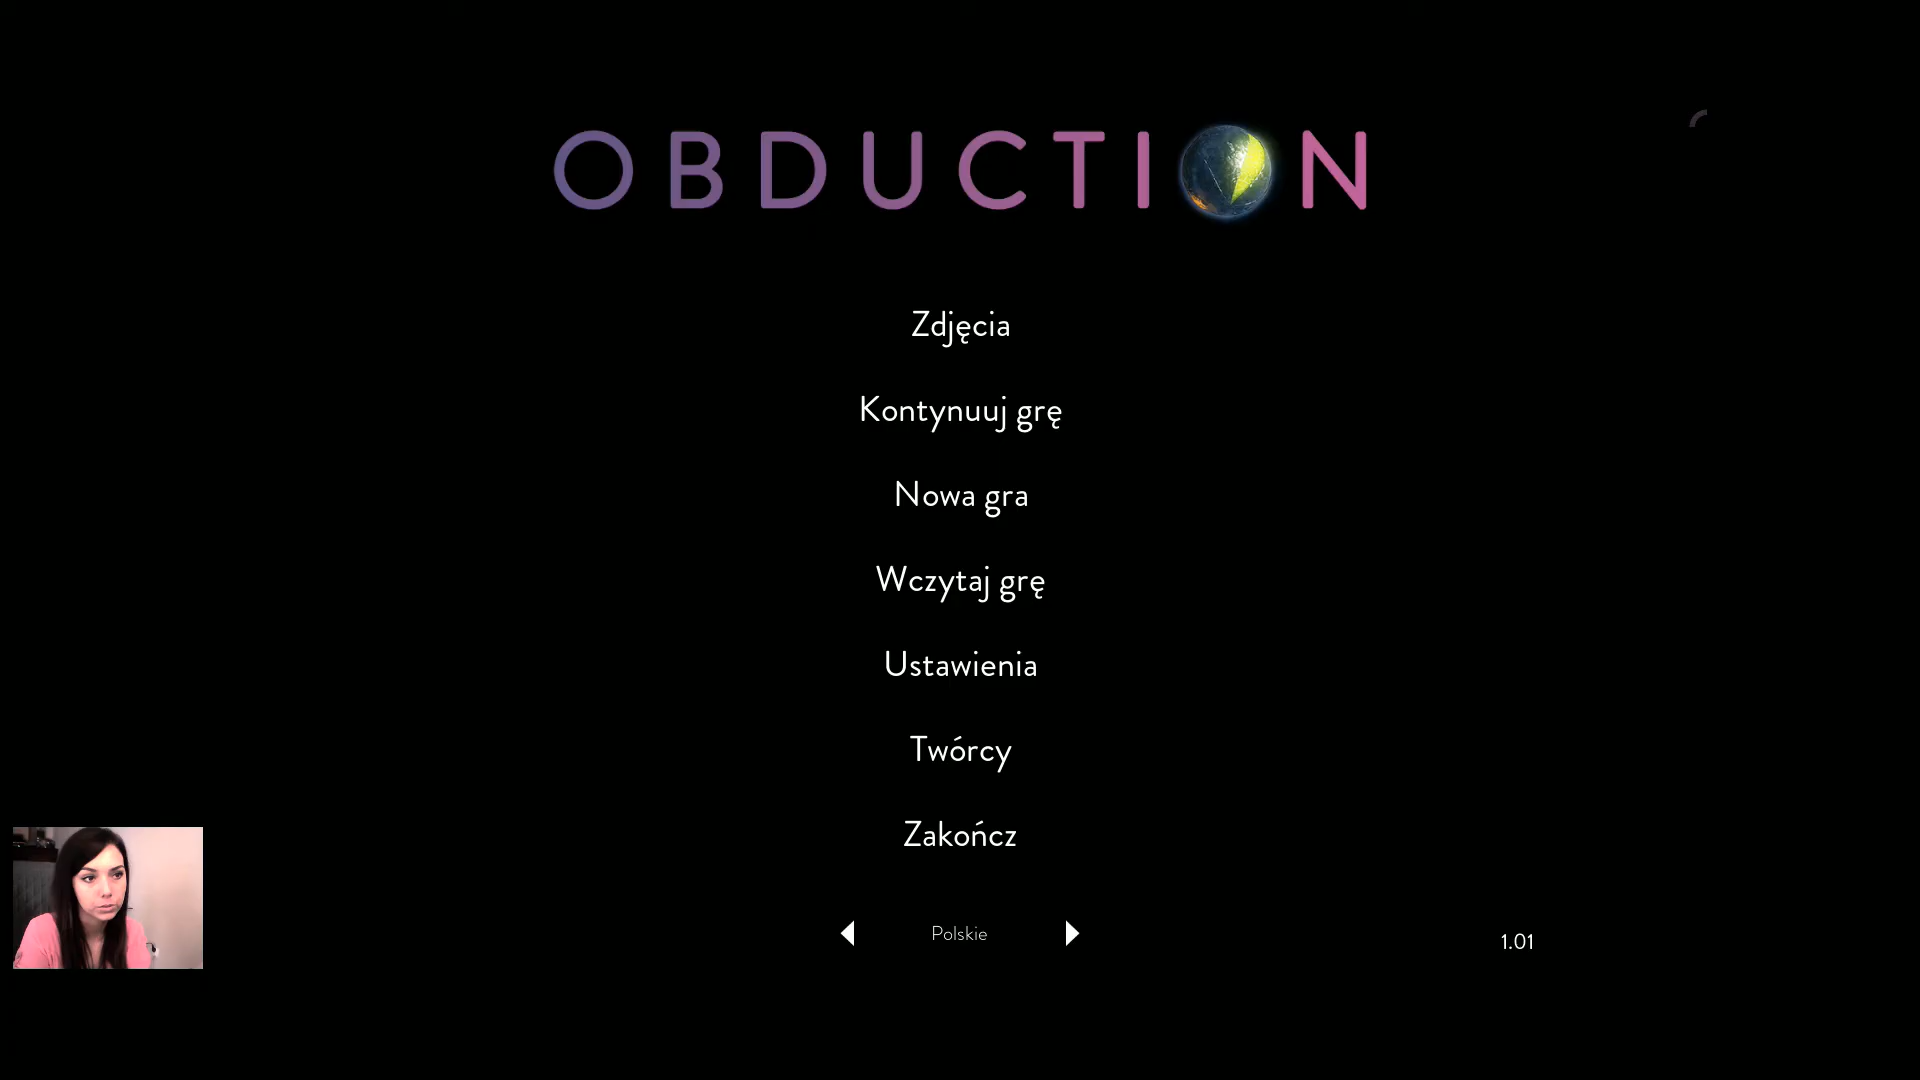 OBDUCTION
Zdjęcia
Kontynuuj grę
Nowa gra
Wczytaj grę
Ustawienia
Twórcy
Zakończ
Polskie
1.01